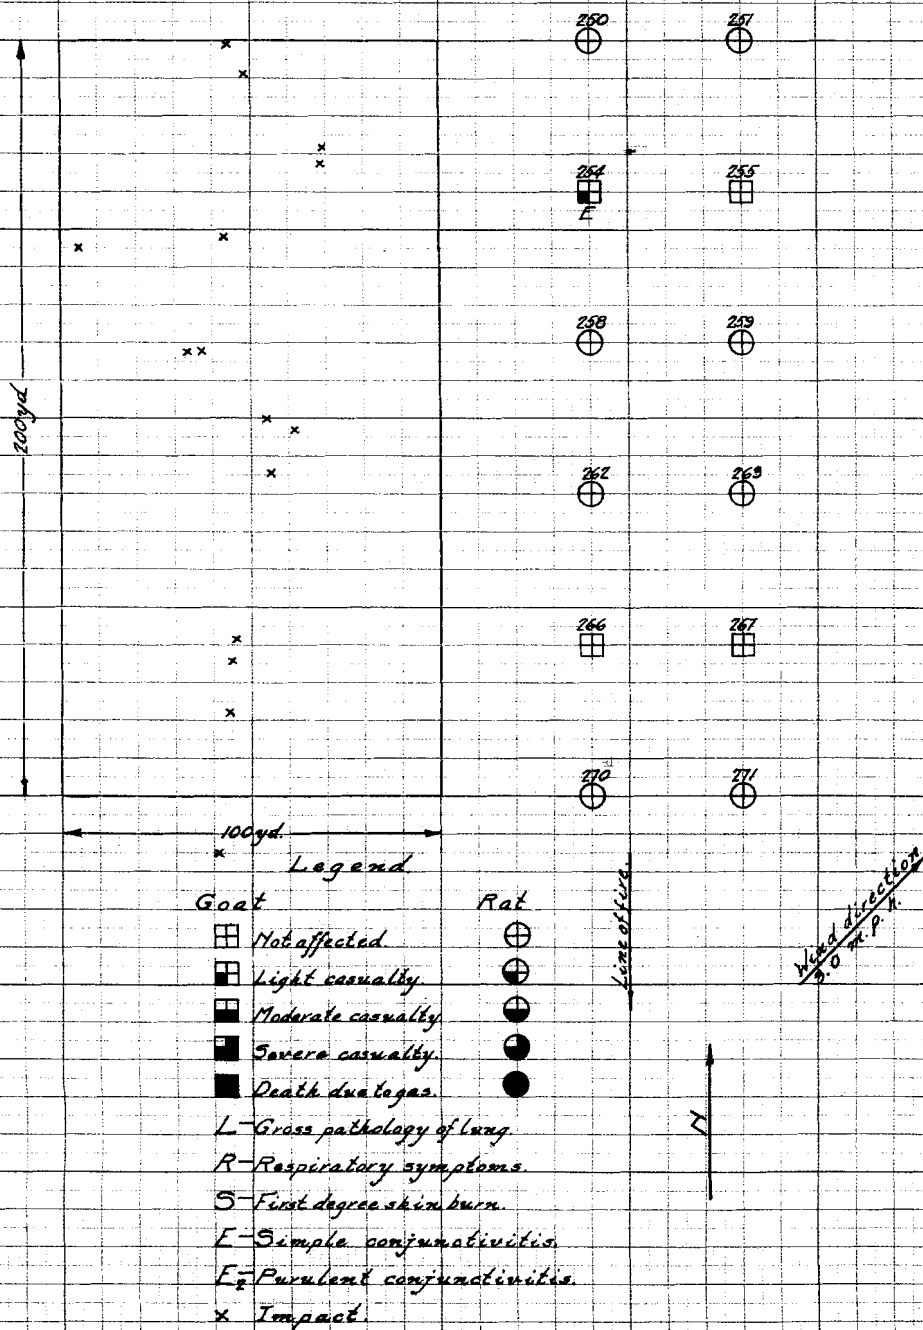 250 251
254 255
E
258 259
200yd
262 263
266 267
270 271
100yd.
Legend
Goat Rat
Not affected
Light casualty.
Moderate casualty
Severe casualty.
Death due to gas.
L-Gross pathology of lung.
R-Respiratory symptoms.
S-First degree skin burn.
E-Simple conjunctivitis.
E2-Purulent conjunctivitis.
x Impact.
Line of fire.
Wind direction
3.0 m.p.h.
N